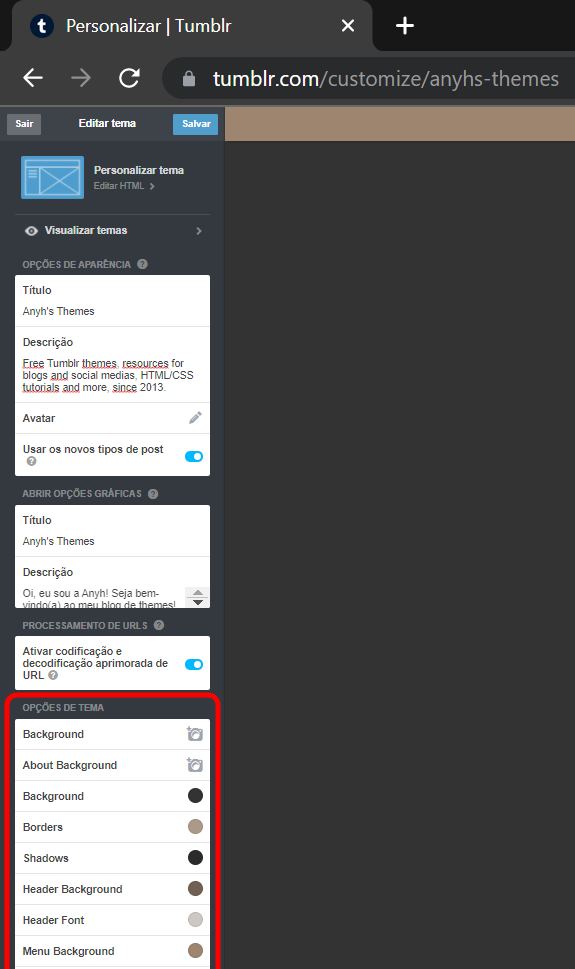 Personalizar | Tumblr
tumblr.com/customize/anyhs-themes
Sair
Editar tema
Salvar
Personalizar tema
Editar HTML
Visualizar temas
OPÇÕES DE APARÊNCIA
Título
Anyh's Themes
Descrição
Free Tumblr themes, resources for
blogs and social medias, HTML/CSS
tutorials and more, since 2013.
Avatar
Usar os novos tipos de post
ABRIR OPÇÕES GRÁFICAS
Título
Anyh's Themes
Descrição
Oi, eu sou a Anyh! Seja bem-
vindo(a) ao meu blog de themes!
PROCESSAMENTO DE URLS
Ativar codificação e
decodificação aprimorada de
URL
OPÇÕES DE TEMA
Background
About Background
Background
Borders
Shadows
Header Background
Header Font
Menu Background